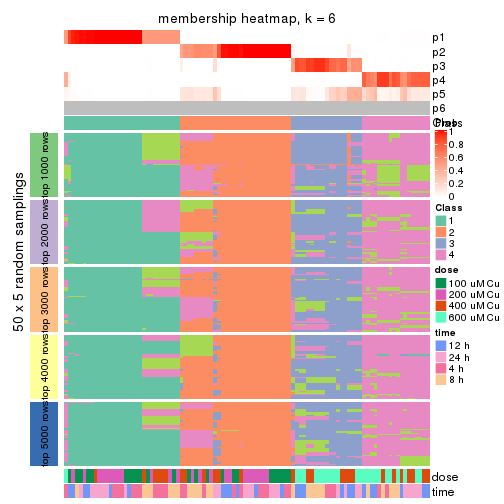 membership heatmap, k = 6
p1
p2
p3
p4
p5
p6
Class
Prob
1
0.8
0.6
0.4
0.2
0
Class
1
2
3
4
dose
100 uM Cu
200 uM Cu
400 uM Cu
600 uM Cu
time
12 h
24 h
4 h
8 h
50 x 5 random samplings
top 1000 rows
top 2000 rows
top 3000 rows
top 4000 rows
top 5000 rows
dose
time